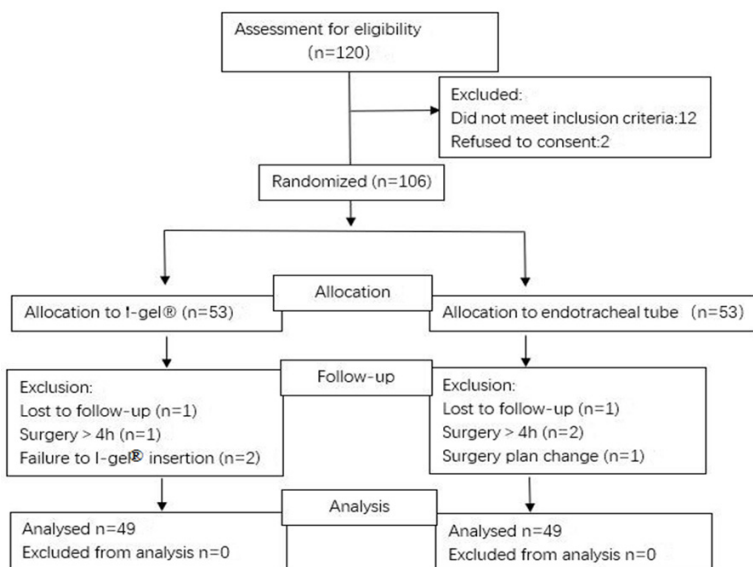 Assessment for eligibility
(n=120)
Excluded:
Did not meet inclusion criteria:12
Refused to consent:2
Randomized (n=106)
Allocation
Allocation to I-gel® (n=53)
Allocation to endotracheal tube (n=53)
Follow-up
Exclusion:
Lost to follow-up (n=1)
Surgery > 4h (n=1)
Failure to I-gel® insertion (n=2)
Exclusion:
Lost to follow-up (n=1)
Surgery > 4h (n=2)
Surgery plan change (n=1)
Analysis
Analysed n=49
Excluded from analysis n=0
Analysed n=49
Excluded from analysis n=0